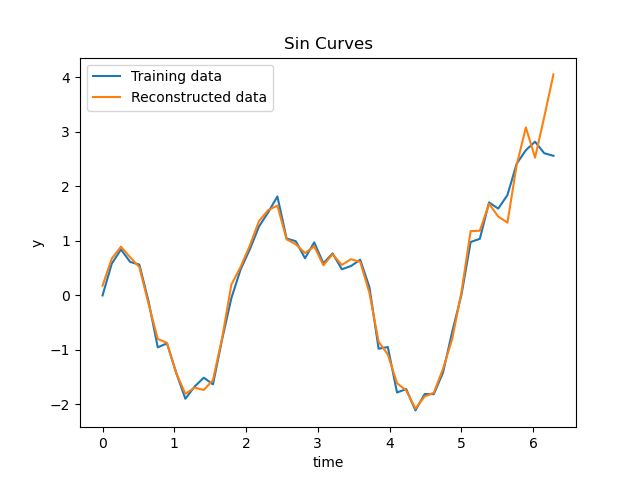 Sin Curves
Training data
Reconstructed data
y
4
3
2
1
0
−1
−2
0 1 2 3 4 5 6
time